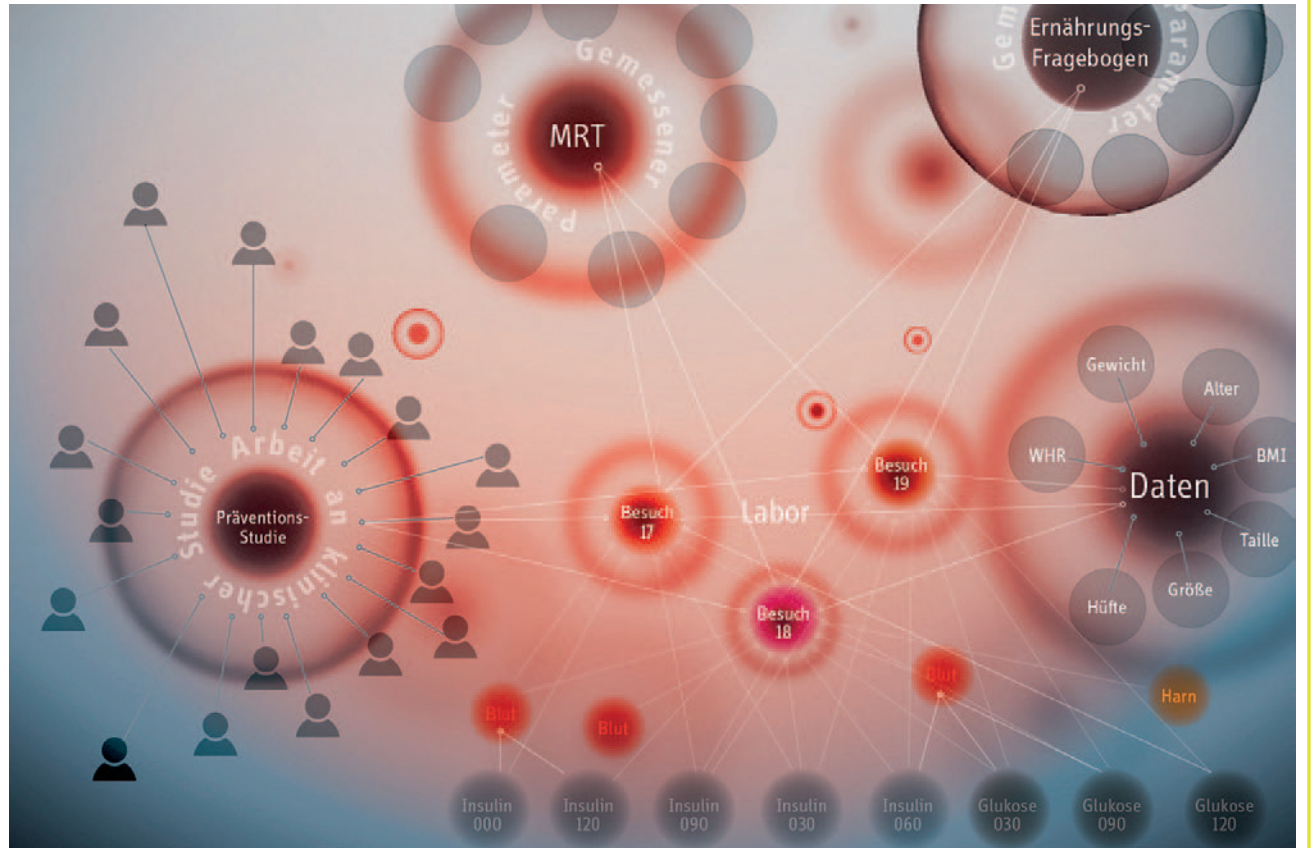 Gemessener
Parameter
MRT
Ernährungs-
Fragebogen
Gem
Parameter
Studie Arbeit an klinischer
Präventions-
Studie
Besuch
17
Labor
Besuch
19
Besuch
18
Gewicht
Alter
WHR
BMI
Daten
Taille
Größe
Hüfte
Blut
Blut
Blut
Harn
Insulin
000
Insulin
120
Insulin
090
Insulin
030
Insulin
060
Glukose
030
Glukose
090
Glukose
120